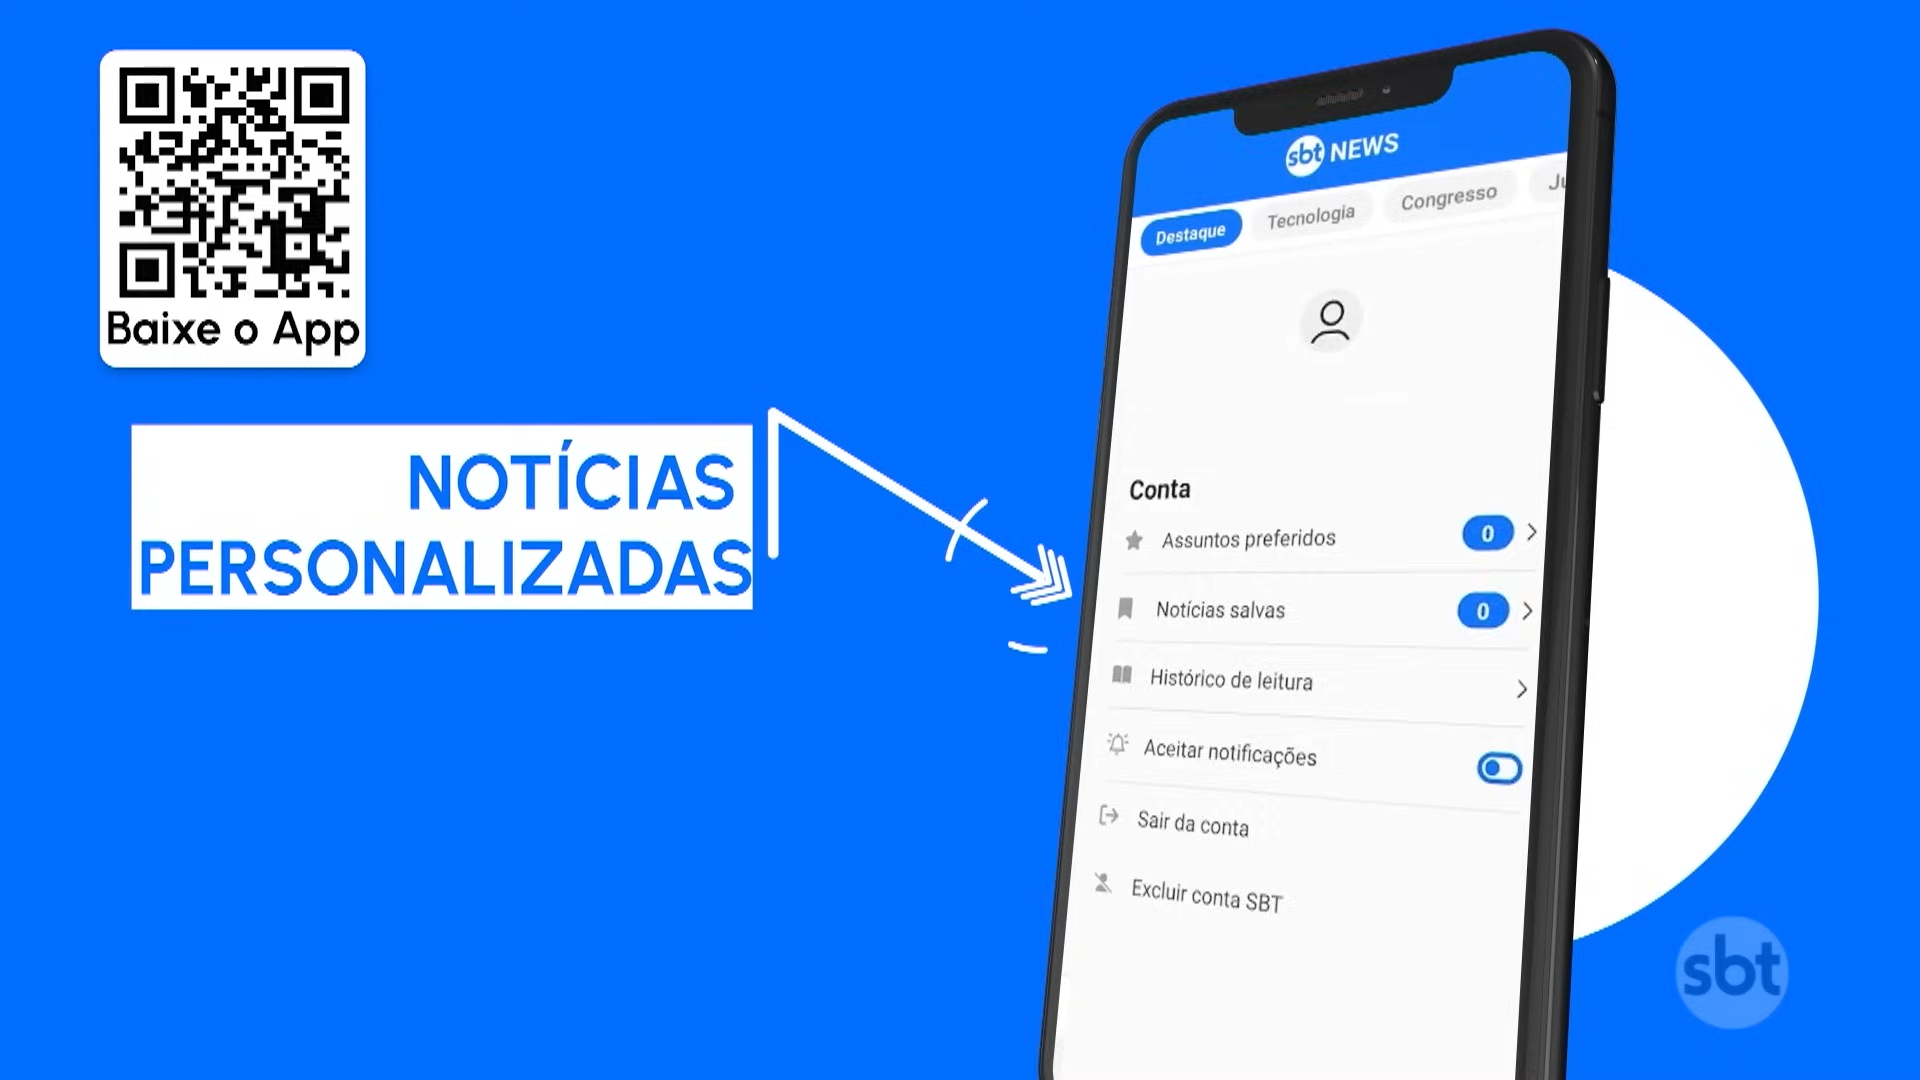 Baixe o App
NOTÍCIAS
PERSONALIZADAS
sbt NEWS
Destaque
Tecnologia
Congresso
Conta
Assuntos preferidos
0
Notícias salvas
0
Histórico de leitura
Aceitar notificações
Sair da conta
Excluir conta SBT
sbt